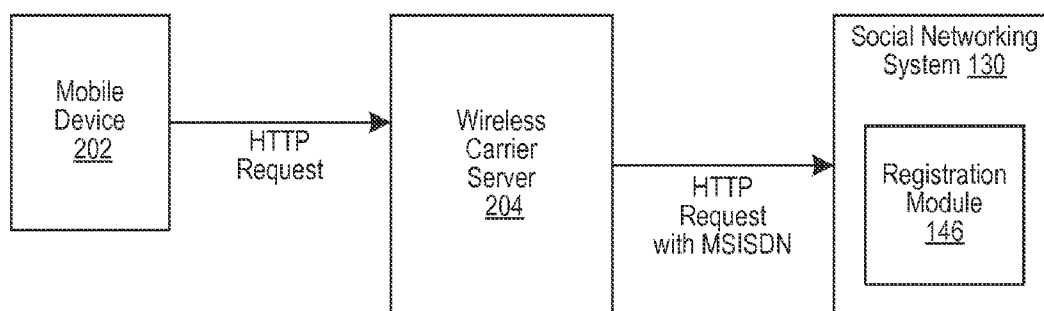 Mobile
Device
202
HTTP
Request
Wireless
Carrier
Server
204
HTTP
Request
with MSISDN
Social Networking
System 130
Registration
Module
146